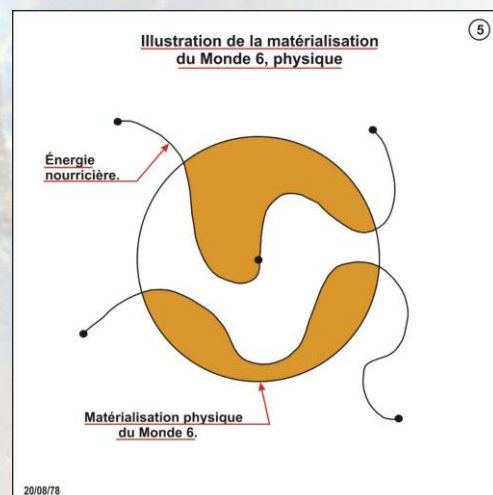 5
Illustration de la matérialisation
du Monde 6, physique
Énergie
nourricière.
Matérialisation physique
du Monde 6.
20/08/78